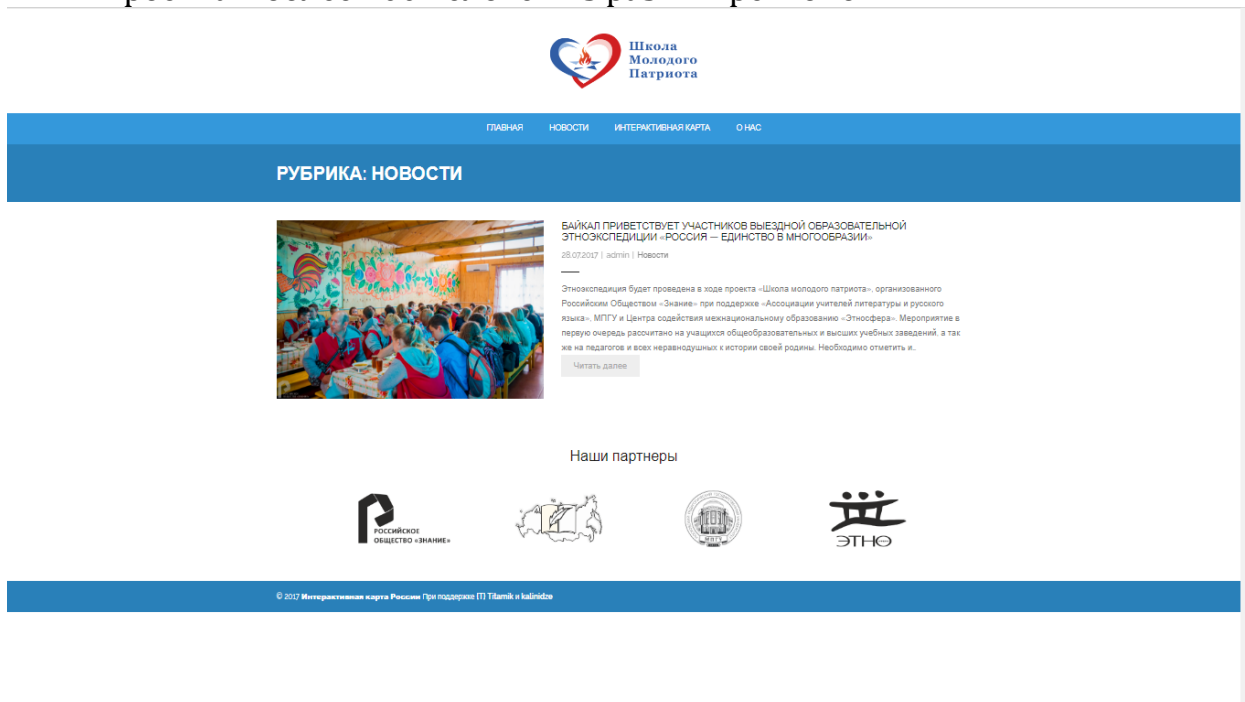 Школа
Молодого
Патриота
ГЛАВНАЯ НОВОСТИ ИНТЕРАКТИВНАЯ КАРТА О НАС
РУБРИКА: НОВОСТИ
БАЙКАЛ ПРИВЕТСТВУЕТ УЧАСТНИКОВ ВЫЕЗДНОЙ ОБРАЗОВАТЕЛЬНОЙ
ЭТНОЭКСПЕДИЦИИ «РОССИЯ — ЕДИНСТВО В МНОГООБРАЗИИ»
28.07.2017 | admin | Новости
Этноэкспедиция будет проведена в ходе проекта «Школа молодого патриота», организованного
Российским Обществом «Знание» при поддержке «Ассоциации учителей литературы и русского
языка», МПГУ и Центра содействия межнациональному образованию «Этносфера». Мероприятие в
первую очередь рассчитано на учащихся общеобразовательных и высших учебных заведений, а так
же на педагогов и всех неравнодушных к истории своей родины. Необходимо отметить и…
Читать далее
Наши партнеры
РОССИЙСКОЕ
ОБЩЕСТВО «ЗНАНИЕ»
МПГУ
ЭТНО
© 2017 Интерактивная карта России При поддержке [T] Titamik и kalinidze